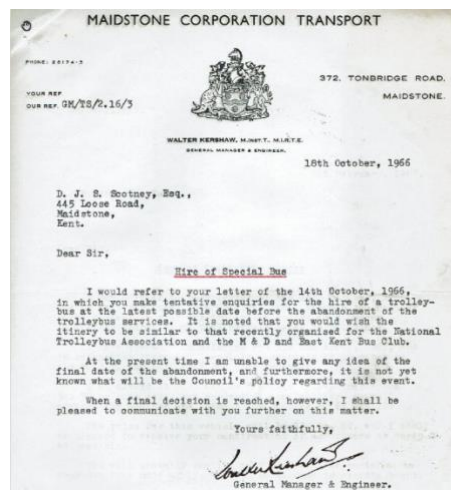 MAIDSTONE CORPORATION TRANSPORT
PHONE: 55174-5
372. TONBRIDGE ROAD.
YOUR REF
MAIDSTONE.
OUR REF. GM/TS/2.16/3
WALTER KERSHAW, M.INST.T. M.I.R.T.E.
GENERAL MANAGER & ENGINEER.
18th October, 1966
D. J. S. Scotney, Esq.,
445 Loose Road,
Maidstone,
Kent.
Dear Sir,
Hire of Special Bus
I would refer to your letter of the 14th October, 1966,
in which you make tentative enquiries for the hire of a trolley-
bus at the latest possible date before the abandonment of the
trolleybus services. It is noted that you would wish the
itinery to be similar to that recently organised for the National
Trolleybus Association and the M & D and East Kent Bus Club.
At the present time I am unable to give any idea of the
final date of the abandonment, and furthermore, it is not yet
known what will be the Council's policy regarding this event.
When a final decision is reached, however, I shall be
pleased to communicate with you further on this matter.
Yours faithfully,
Walter Kershaw
General Manager & Engineer.